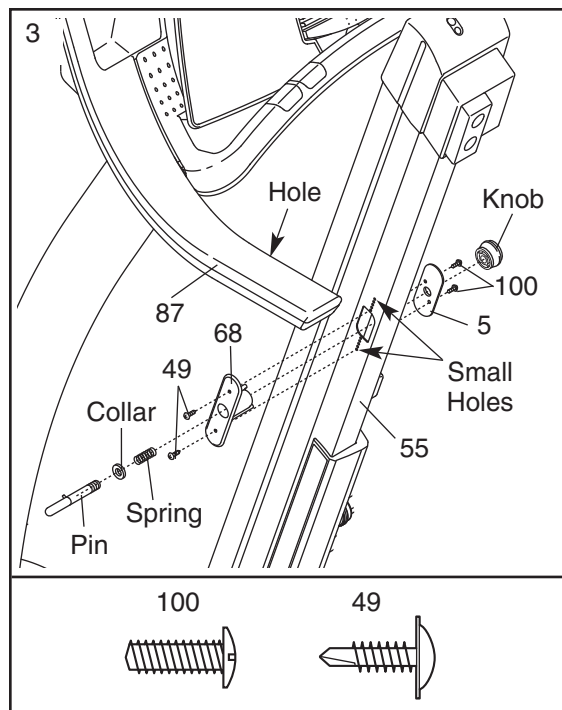 3
Hole
Knob
100
5
87
68
49
Small
Holes
Collar
55
Spring
Pin
100
49